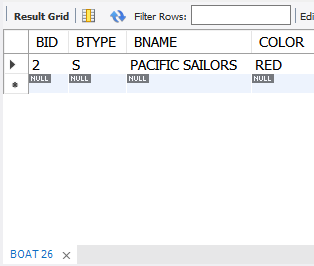 Result Grid Filter Rows: Edi
BID BTYPE BNAME COLOR
2 S PACIFIC SAILORS RED
NULL NULL NULL NULL
BOAT 26 ×